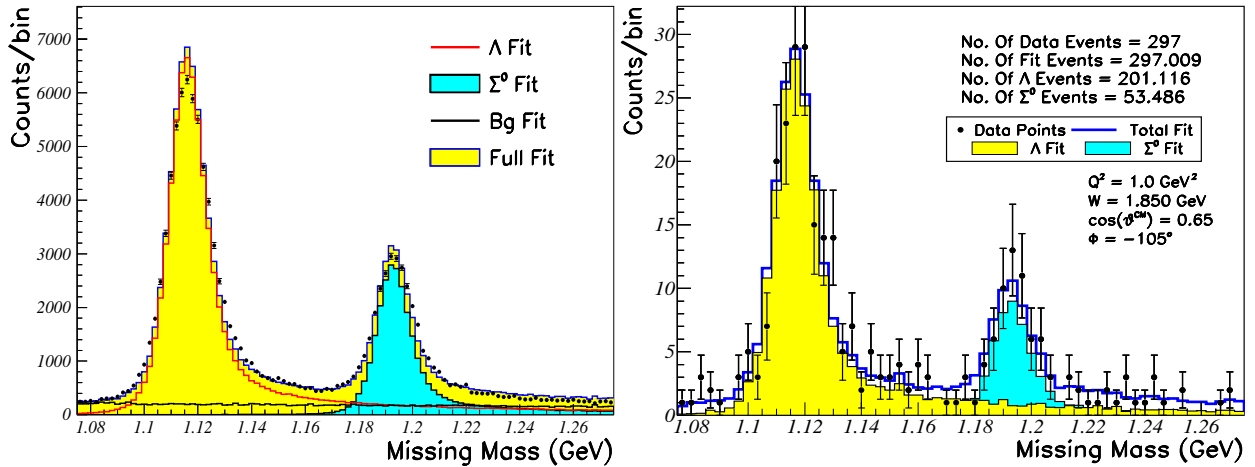 Counts/bin
7000
6000
5000
4000
3000
2000
1000
0
Λ Fit
Σ⁰ Fit
Bg Fit
Full Fit
1.08 1.1 1.12 1.14 1.16 1.18 1.2 1.22 1.24 1.26
Missing Mass (GeV)
Counts/bin
30
25
20
15
10
5
0
No. Of Data Events = 297
No. Of Fit Events = 297.009
No. Of Λ Events = 201.116
No. Of Σ⁰ Events = 53.486
Data Points Total Fit
Λ Fit Σ⁰ Fit
Q² = 1.0 GeV²
W = 1.850 GeV
cos(ϑᶜᴹ) = 0.65
Φ = −105°
1.08 1.1 1.12 1.14 1.16 1.18 1.2 1.22 1.24 1.26
Missing Mass (GeV)